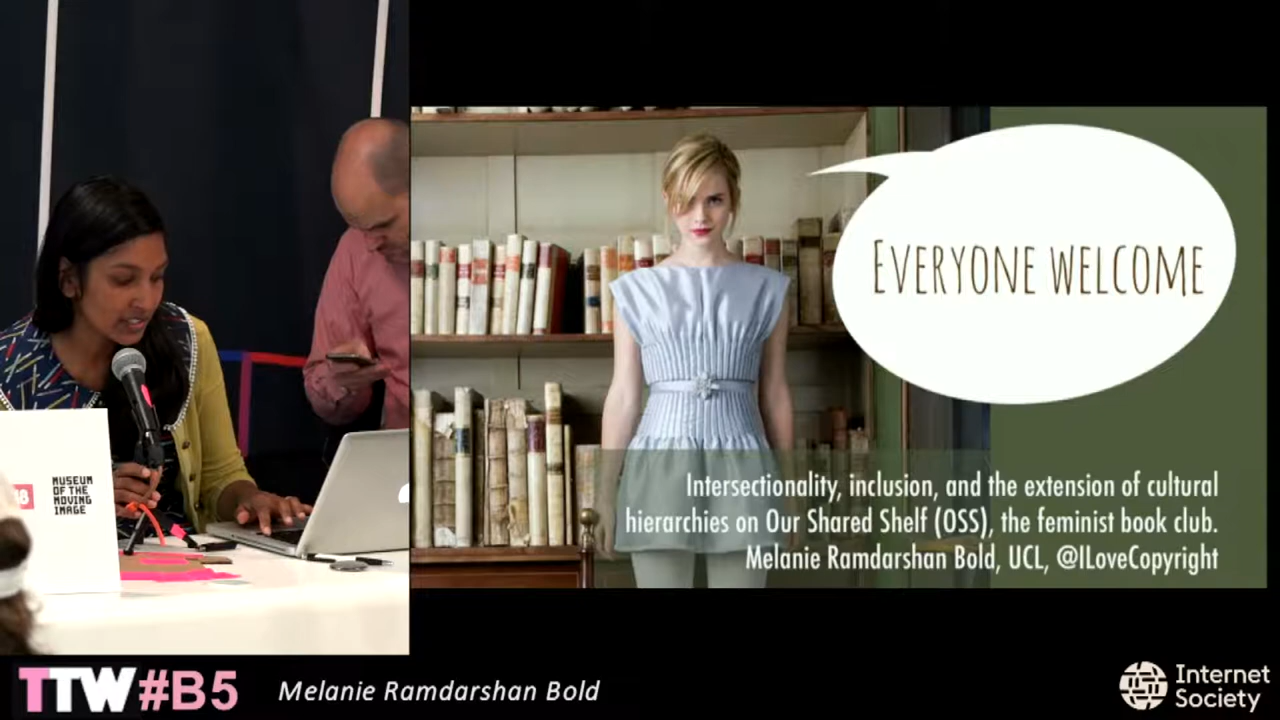 EVERYONE WELCOME
Intersectionality, inclusion, and the extension of cultural
hierarchies on Our Shared Shelf (OSS), the feminist book club.
Melanie Ramdarshan Bold, UCL, @ILoveCopyright
MUSEUM
OF THE
MOVING
IMAGE
TTW#B5
Melanie Ramdarshan Bold
Internet
Society